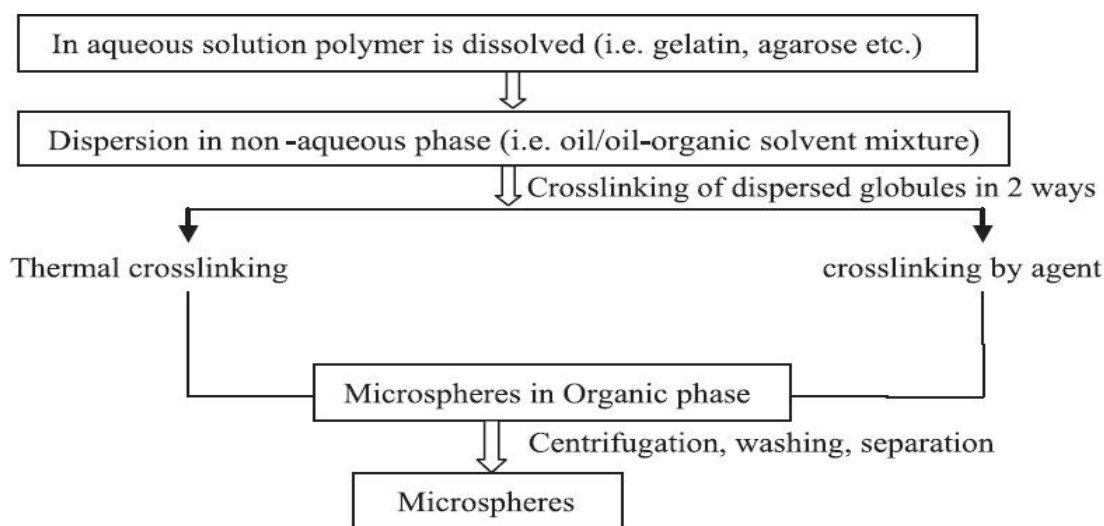 In aqueous solution polymer is dissolved (i.e. gelatin, agarose etc.)
Dispersion in non-aqueous phase (i.e. oil/oil-organic solvent mixture)
Crosslinking of dispersed globules in 2 ways
Thermal crosslinking
crosslinking by agent
Microspheres in Organic phase
Centrifugation, washing, separation
Microspheres